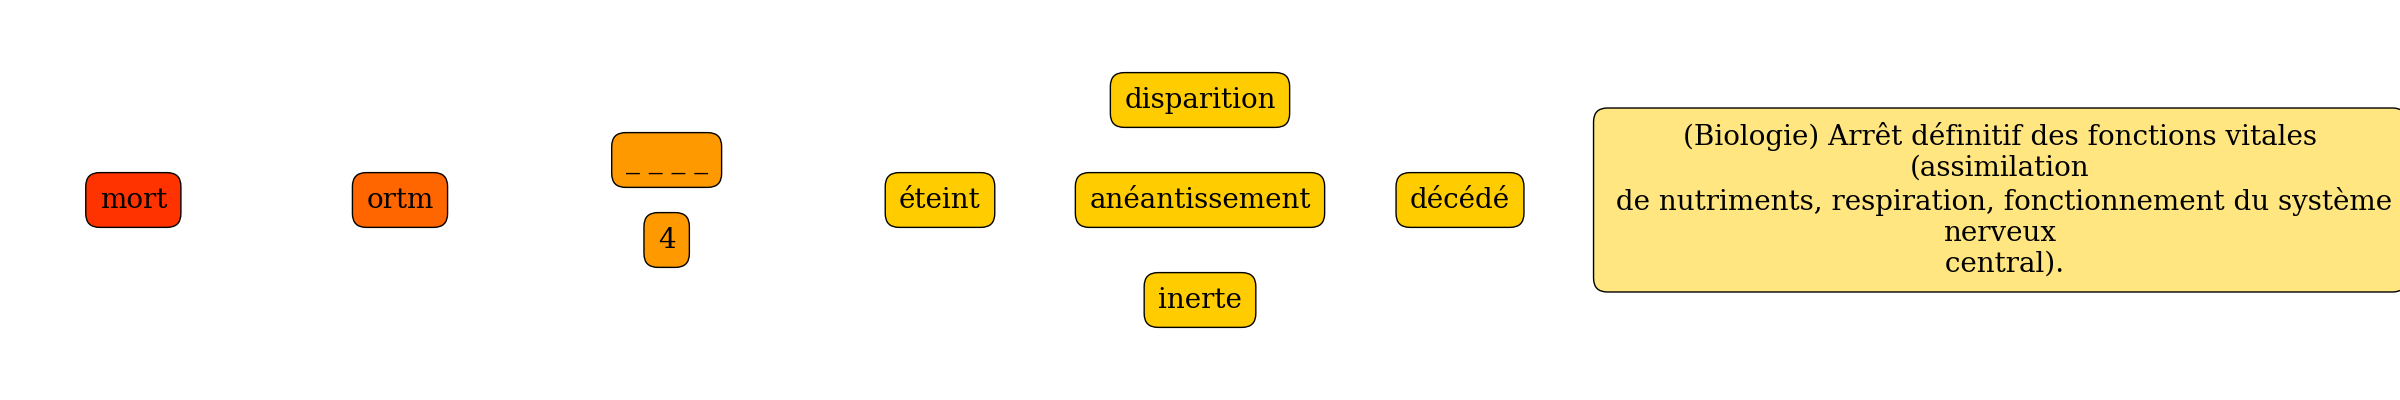 mort
ortm
_ _ _ _
4
éteint
disparition
anéantissement
inerte
décédé
(Biologie) Arrêt définitif des fonctions vitales
(assimilation
de nutriments, respiration, fonctionnement du système
nerveux
central).